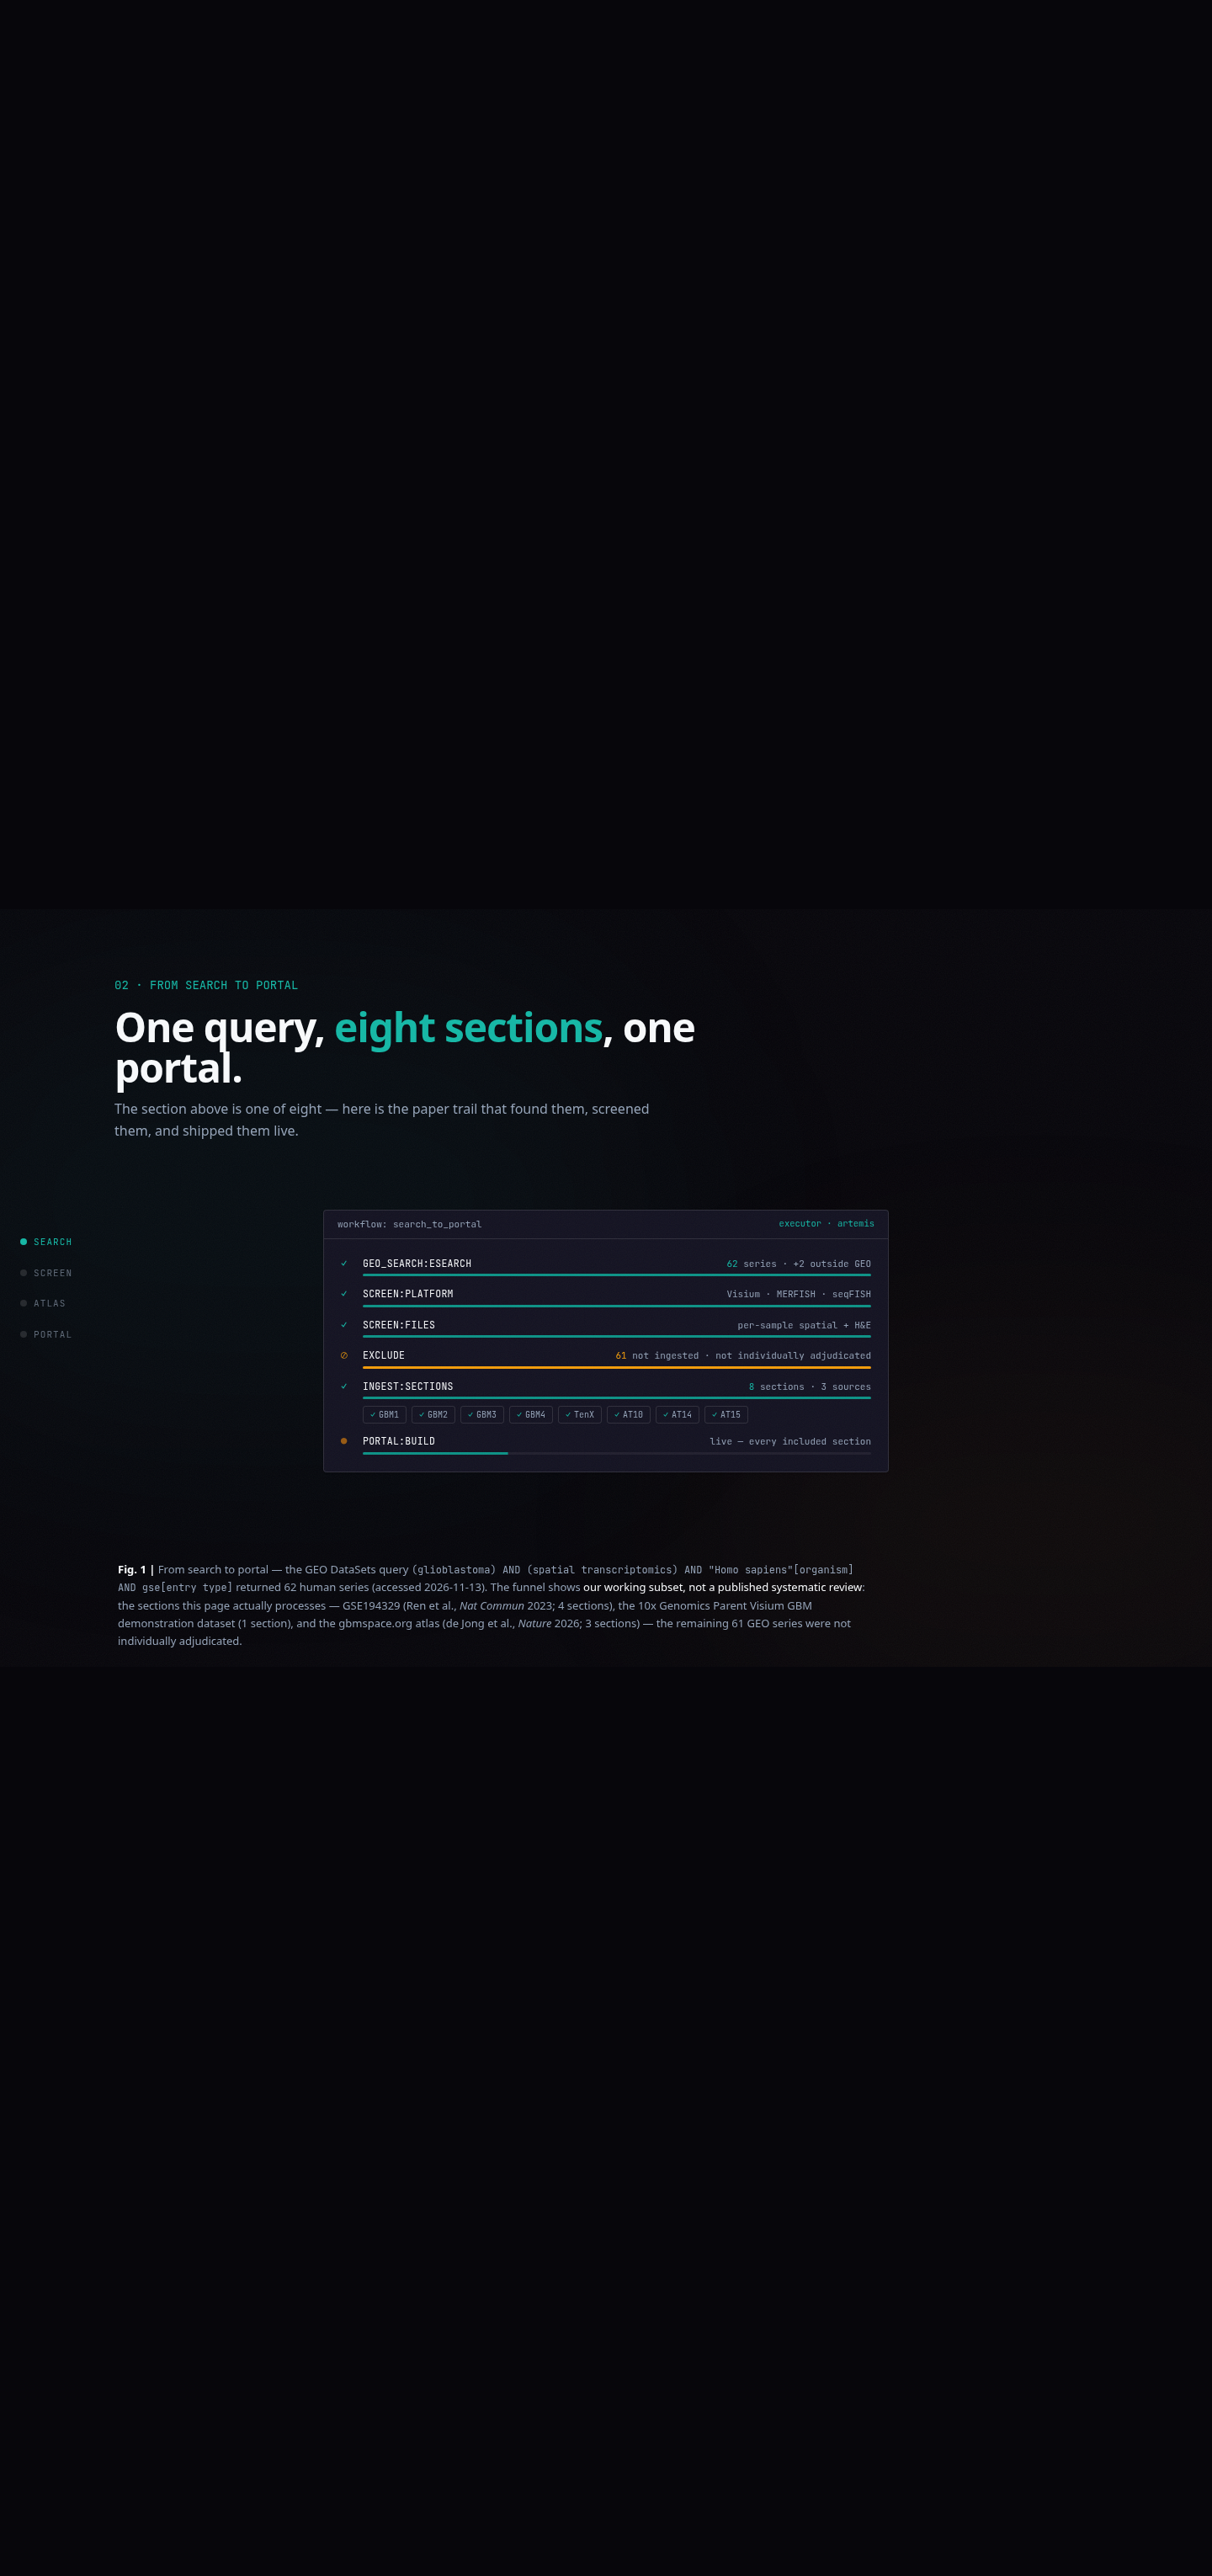 02 · FROM SEARCH TO PORTAL
One query, eight sections, one
portal.
The section above is one of eight — here is the paper trail that found them, screened
them, and shipped them live.
SEARCH
SCREEN
ATLAS
PORTAL
workflow: search_to_portal
executor · artemis
✓ GEO_SEARCH:ESEARCH 62 series · +2 outside GEO
✓ SCREEN:PLATFORM Visium · MERFISH · seqFISH
✓ SCREEN:FILES per-sample spatial + H&E
⊘ EXCLUDE 61 not ingested · not individually adjudicated
✓ INGEST:SECTIONS 8 sections · 3 sources
✓ GBM1 ✓ GBM2 ✓ GBM3 ✓ GBM4 ✓ TenX ✓ AT10 ✓ AT14 ✓ AT15
● PORTAL:BUILD live — every included section
Fig. 1 | From search to portal — the GEO DataSets query (glioblastoma) AND (spatial transcriptomics) AND "Homo sapiens"[organism]
AND gse[entry type] returned 62 human series (accessed 2026-11-13). The funnel shows our working subset, not a published systematic review:
the sections this page actually processes — GSE194329 (Ren et al., Nat Commun 2023; 4 sections), the 10x Genomics Parent Visium GBM
demonstration dataset (1 section), and the gbmspace.org atlas (de Jong et al., Nature 2026; 3 sections) — the remaining 61 GEO series were not
individually adjudicated.